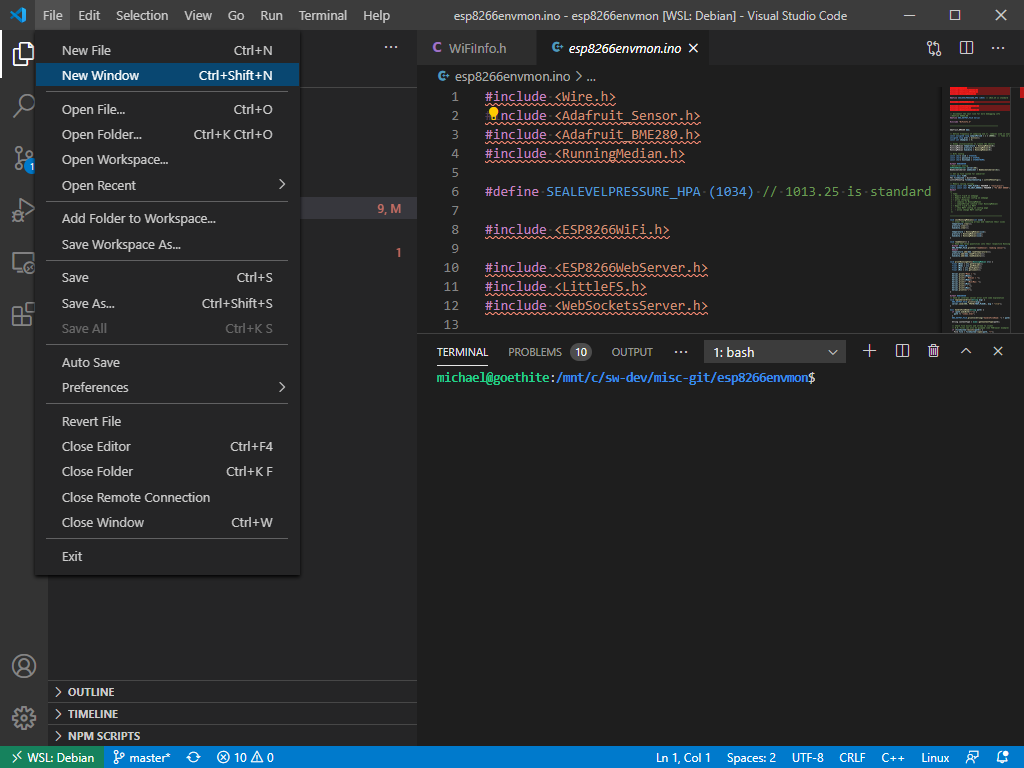 File Edit Selection View Go Run Terminal Help esp8266envmon.ino - esp8266envmon [WSL: Debian] - Visual Studio Code
New File Ctrl+N
New Window Ctrl+Shift+N
Open File... Ctrl+O
Open Folder... Ctrl+K Ctrl+O
Open Workspace...
Open Recent
Add Folder to Workspace...
Save Workspace As...
Save Ctrl+S
Save As... Ctrl+Shift+S
Save All Ctrl+K S
Auto Save
Preferences
Revert File
Close Editor Ctrl+F4
Close Folder Ctrl+K F
Close Remote Connection
Close Window Ctrl+W
Exit
1
9, M
1
OUTLINE
TIMELINE
NPM SCRIPTS
WiFiInfo.h esp8266envmon.ino
esp8266envmon.ino > ...
1 #include <Wire.h>
2 #include <Adafruit_Sensor.h>
3 #include <Adafruit_BME280.h>
4 #include <RunningMedian.h>
5
6 #define SEALEVELPRESSURE_HPA (1034) // 1013.25 is standard
7
8 #include <ESP8266WiFi.h>
9
10 #include <ESP8266WebServer.h>
11 #include <LittleFS.h>
12 #include <WebSocketsServer.h>
13
TERMINAL PROBLEMS 10 OUTPUT ... 1: bash
michael@goethite:/mnt/c/sw-dev/misc-git/esp8266envmon$
WSL: Debian master* 10 0 Ln 1, Col 1 Spaces: 2 UTF-8 CRLF C++ Linux